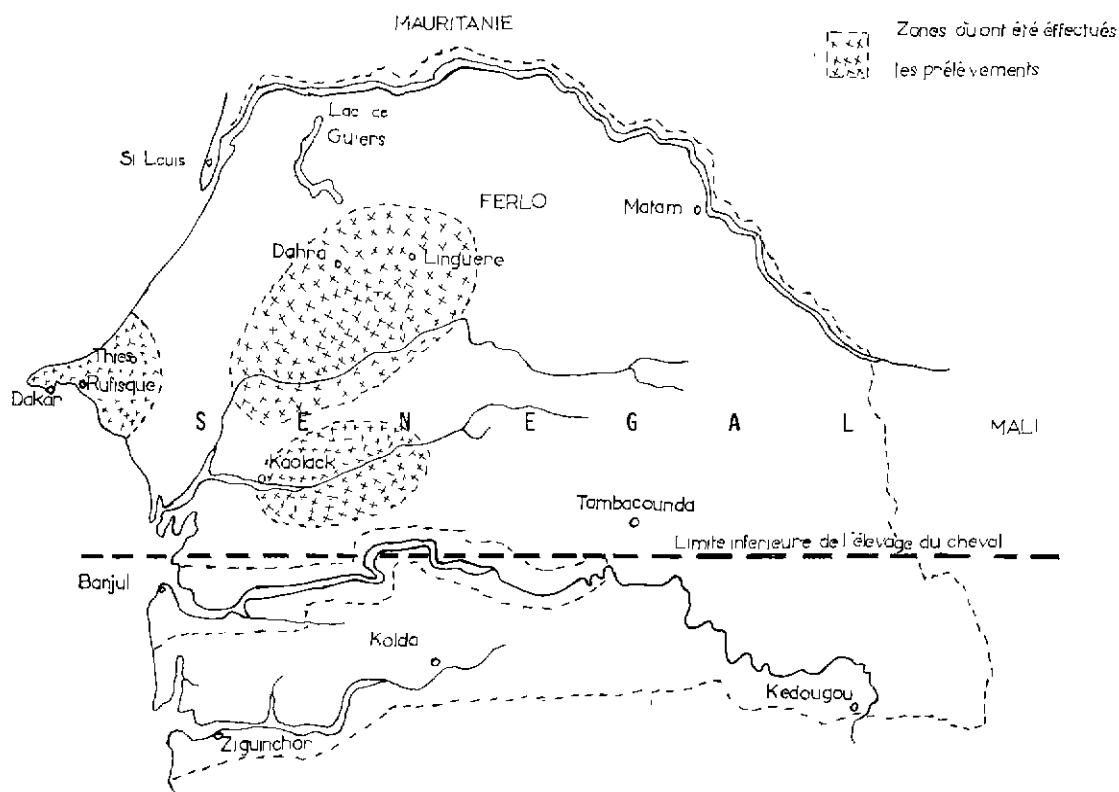 MAURITANIE
Zones où ont été éffectués
les prélèvements
Lac de
Guiers
St Louis
FERLO
Matam
Dahra
Linguere
Thies
Rufisque
Dakar
S E N E G A L
MALI
Kaolack
Tambacounda
Limite inferieure de l'élevage du cheval
Banjul
Kolda
Kedougou
Ziguinchor